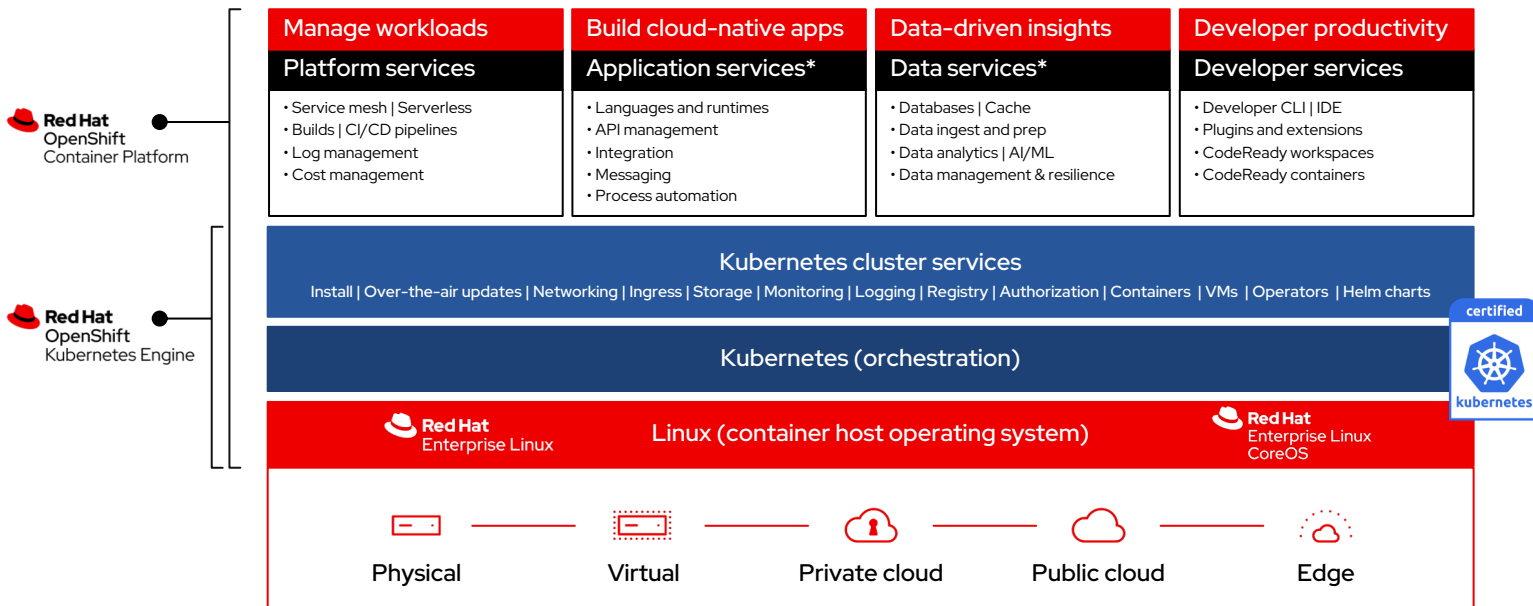 Manage workloads
Platform services
• Service mesh | Serverless
• Builds | CI/CD pipelines
• Log management
• Cost management
Build cloud-native apps
Application services*
• Languages and runtimes
• API management
• Integration
• Messaging
• Process automation
Data-driven insights
Data services*
• Databases | Cache
• Data ingest and prep
• Data analytics | AI/ML
• Data management & resilience
Developer productivity
Developer services
• Developer CLI | IDE
• Plugins and extensions
• CodeReady workspaces
• CodeReady containers
Red Hat
OpenShift
Container Platform
Kubernetes cluster services
Install | Over-the-air updates | Networking | Ingress | Storage | Monitoring | Logging | Registry | Authorization | Containers | VMs | Operators | Helm charts
Red Hat
OpenShift
Kubernetes Engine
Kubernetes (orchestration)
certified
kubernetes
Red Hat
Enterprise Linux
Linux (container host operating system)
Red Hat
Enterprise Linux
CoreOS
Physical
Virtual
Private cloud
Public cloud
Edge